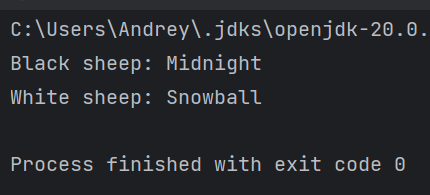 C:\Users\Andrey\.jdks\openjdk-20.0.
Black sheep: Midnight
White sheep: Snowball
Process finished with exit code 0